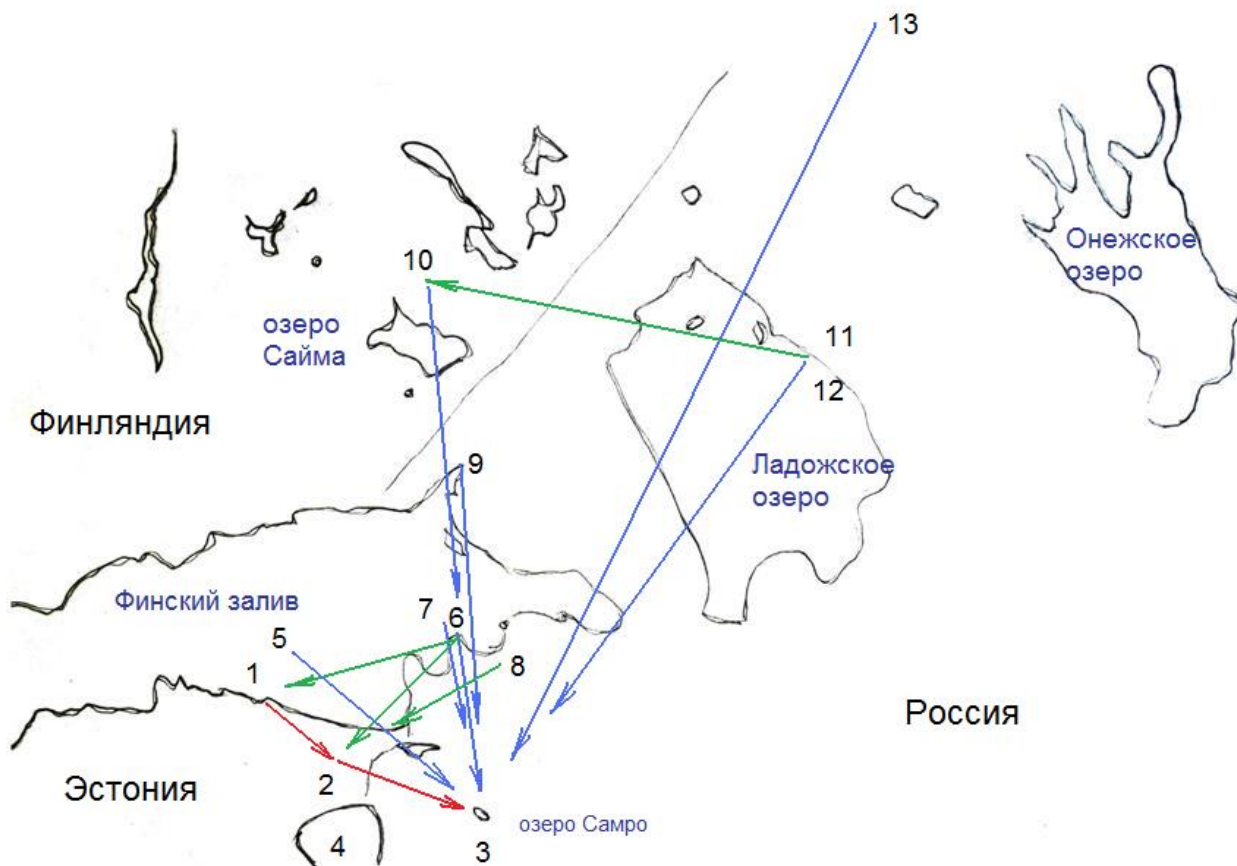 13
Онежское
озеро
10
озеро
Сайма
11
12
Финляндия
9
Ладожское
озеро
Финский залив
7
6
5
8
1
Россия
2
Эстония
озеро Самро
4
3